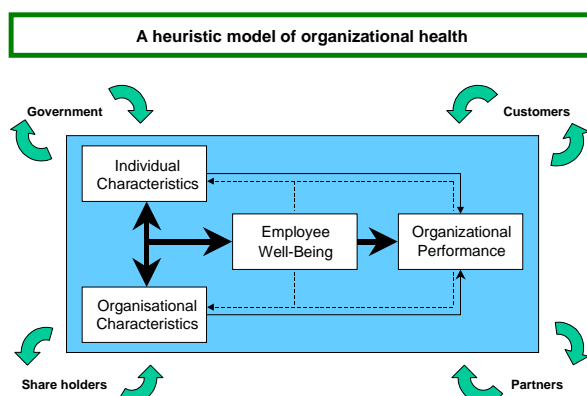 A heuristic model of organizational health
Government
Customers
Individual
Characteristics
Employee
Well-Being
Organizational
Performance
Organisational
Characteristics
Share holders
Partners